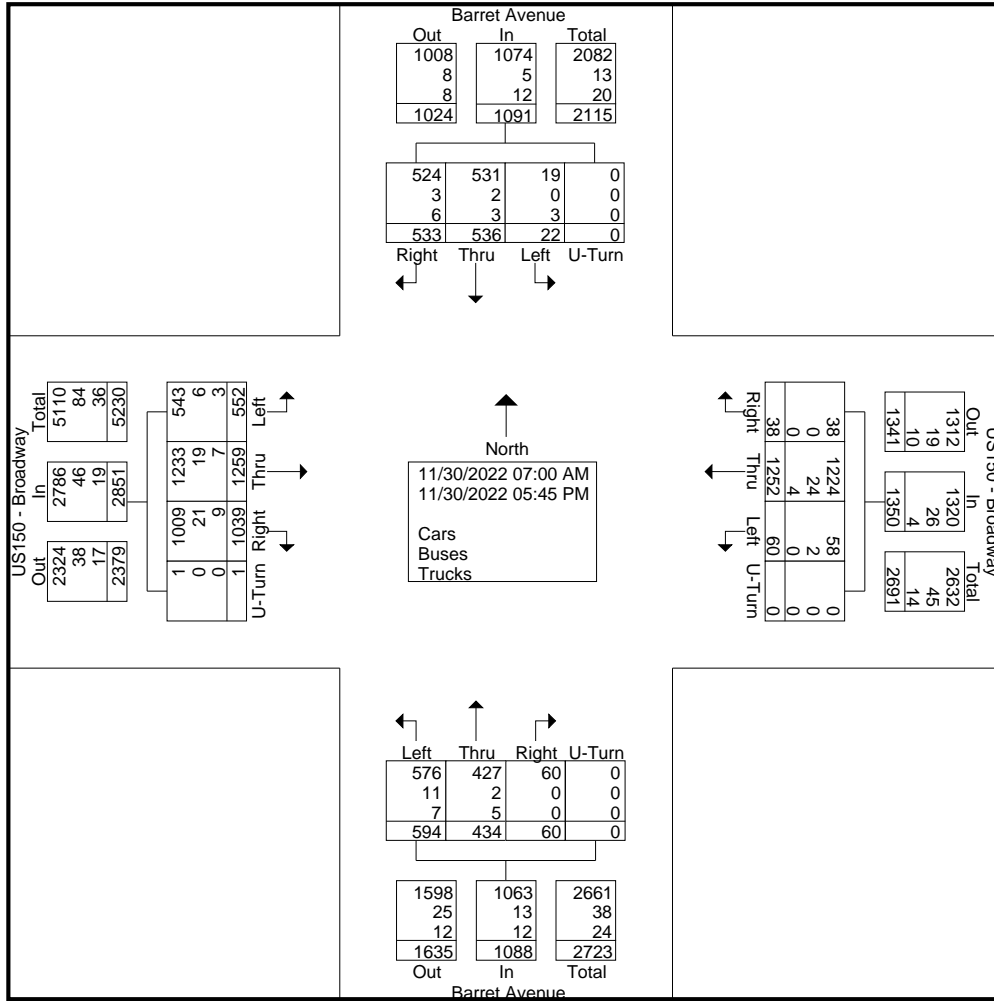 Barret Avenue
Out In Total
1008 1074 2082
8 5 13
8 12 20
1024 1091 2115
524 531 19 0
3 2 0 0
6 3 3 0
533 536 22 0
Right Thru Left U-Turn
US150 - Broadway
Total In Out
5110 2786 2324
84 46 38
36 19 17
5230 2851 2379
543 1233 1009 1
6 19 21 0
3 7 9 0
552 1259 1039 1
Left Thru Right U-Turn
North
11/30/2022 07:00 AM
11/30/2022 05:45 PM
Cars
Buses
Trucks
Right Thru Left U-Turn
38 1252 60 0
0 4 0 0
0 24 2 0
38 1224 58 0
1341 1350 2691
10 4 14
19 26 45
1312 1320 2632
Out In Total
US150 - Broadway
Left Thru Right U-Turn
576 427 60 0
11 2 0 0
7 5 0 0
594 434 60 0
1598 1063 2661
25 13 38
12 12 24
1635 1088 2723
Out In Total
Barret Avenue